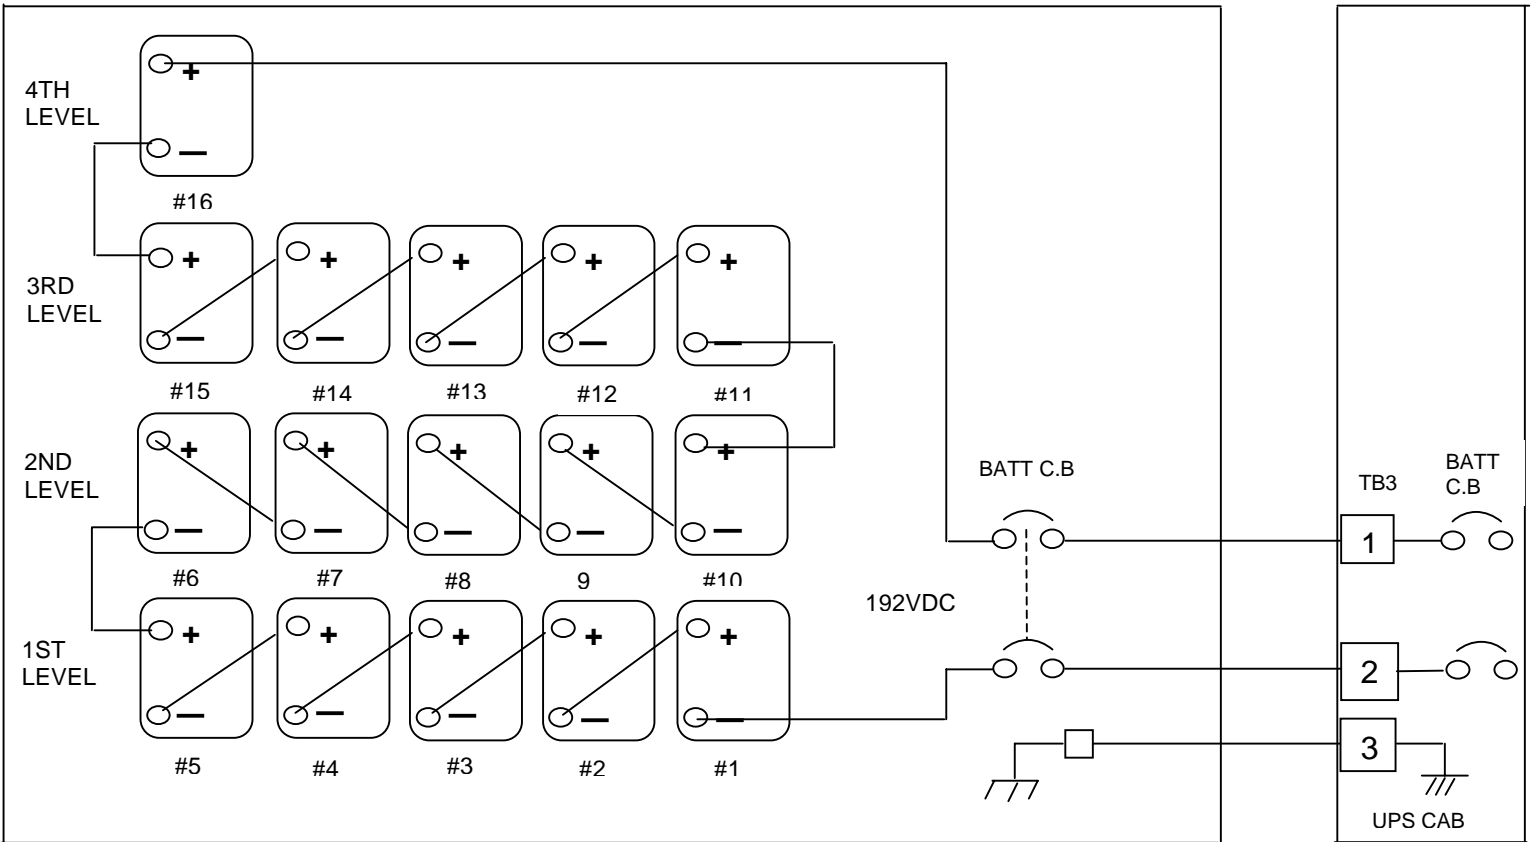 4TH
LEVEL
+
—
#16
3RD
LEVEL
+ + + + +
— — — — —
#15 #14 #13 #12 #11
2ND
LEVEL
+ + + + +
— — — — —
#6 #7 #8 9 #10
1ST
LEVEL
+ + + + +
— — — — —
#5 #4 #3 #2 #1
BATT C.B
192VDC
TB3
BATT
C.B
1
2
3
UPS CAB